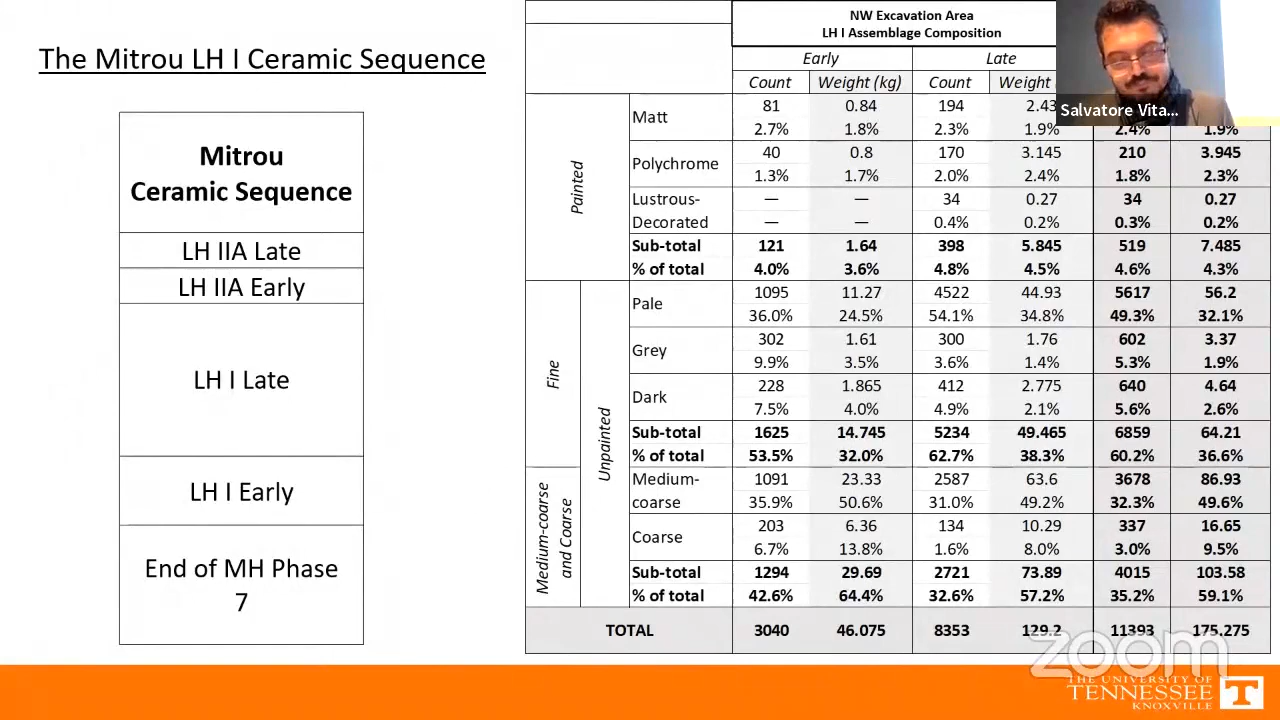 The Mitrou LH I Ceramic Sequence
Mitrou
Ceramic Sequence
LH IIA Late
LH IIA Early
LH I Late
LH I Early
End of MH Phase
7
NW Excavation Area
LH I Assemblage Composition
Early Late
Count Weight (kg) Count Weight
Painted
Matt 81 0.84 194 2.43
2.7% 1.8% 2.3% 1.9% 2.4% 1.9%
Polychrome 40 0.8 170 3.145 210 3.945
1.3% 1.7% 2.0% 2.4% 1.8% 2.3%
Lustrous- — — 34 0.27 34 0.27
Decorated — — 0.4% 0.2% 0.3% 0.2%
Sub-total 121 1.64 398 5.845 519 7.485
% of total 4.0% 3.6% 4.8% 4.5% 4.6% 4.3%
Unpainted
Fine
Pale 1095 11.27 4522 44.93 5617 56.2
36.0% 24.5% 54.1% 34.8% 49.3% 32.1%
Grey 302 1.61 300 1.76 602 3.37
9.9% 3.5% 3.6% 1.4% 5.3% 1.9%
Dark 228 1.865 412 2.775 640 4.64
7.5% 4.0% 4.9% 2.1% 5.6% 2.6%
Sub-total 1625 14.745 5234 49.465 6859 64.21
% of total 53.5% 32.0% 62.7% 38.3% 60.2% 36.6%
Medium-coarse
and Coarse
Medium- 1091 23.33 2587 63.6 3678 86.93
coarse 35.9% 50.6% 31.0% 49.2% 32.3% 49.6%
Coarse 203 6.36 134 10.29 337 16.65
6.7% 13.8% 1.6% 8.0% 3.0% 9.5%
Sub-total 1294 29.69 2721 73.89 4015 103.58
% of total 42.6% 64.4% 32.6% 57.2% 35.2% 59.1%
TOTAL 3040 46.075 8353 129.2 11393 175.275
Salvatore Vita...
zoom
THE UNIVERSITY OF
TENNESSEE
KNOXVILLE
T